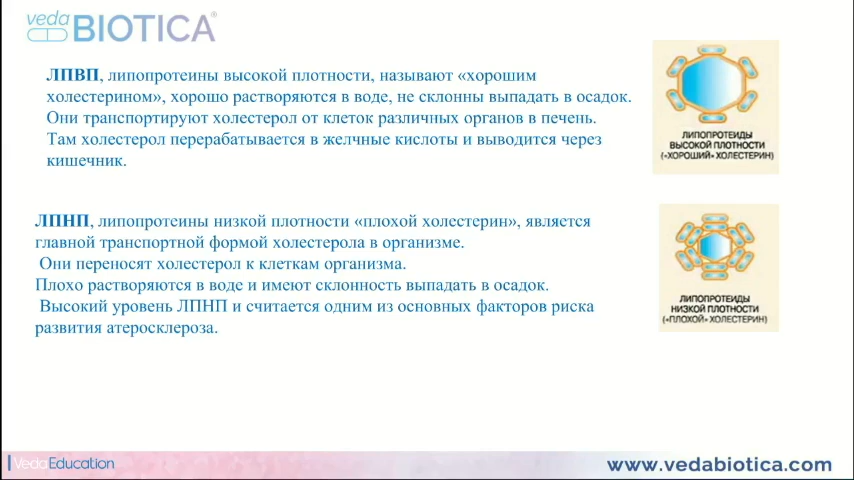 veda
BIOTICA®
ЛПВП, липопротеины высокой плотности, называют «хорошим
холестерином», хорошо растворяются в воде, не склонны выпадать в осадок.
Они транспортируют холестерол от клеток различных органов в печень.
Там холестерол перерабатывается в желчные кислоты и выводится через
кишечник.
ЛИПОПРОТЕИДЫ
ВЫСОКОЙ ПЛОТНОСТИ
(«ХОРОШИЙ» ХОЛЕСТЕРИН)
ЛПНП, липопротеины низкой плотности «плохой холестерин», является
главной транспортной формой холестерола в организме.
Они переносят холестерол к клеткам организма.
Плохо растворяются в воде и имеют склонность выпадать в осадок.
Высокий уровень ЛПНП и считается одним из основных факторов риска
развития атеросклероза.
ЛИПОПРОТЕИДЫ
НИЗКОЙ ПЛОТНОСТИ
(«ПЛОХОЙ» ХОЛЕСТЕРИН)
VedaEducation
www.vedabiotica.com